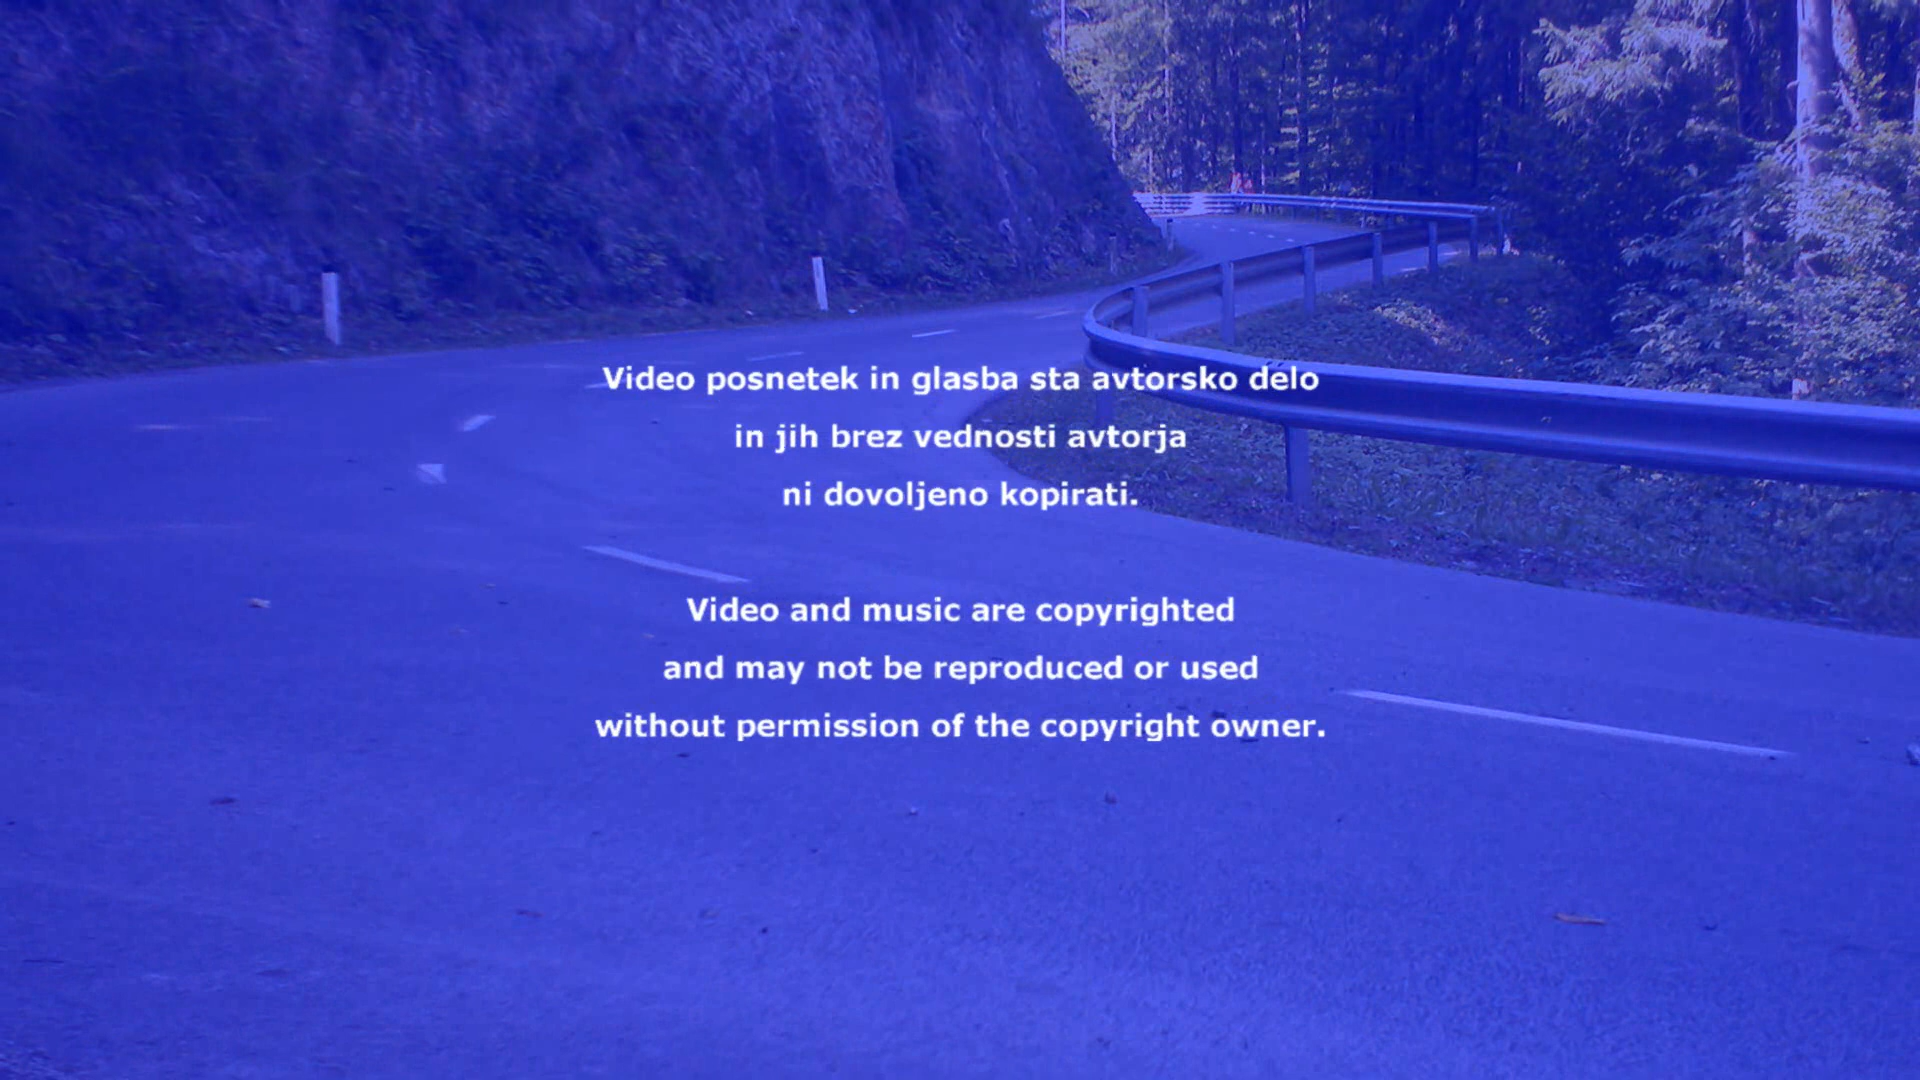 Video posnetek in glasba sta avtorsko delo
in jih brez vednosti avtorja
ni dovoljeno kopirati.
Video and music are copyrighted
and may not be reproduced or used
without permission of the copyright owner.